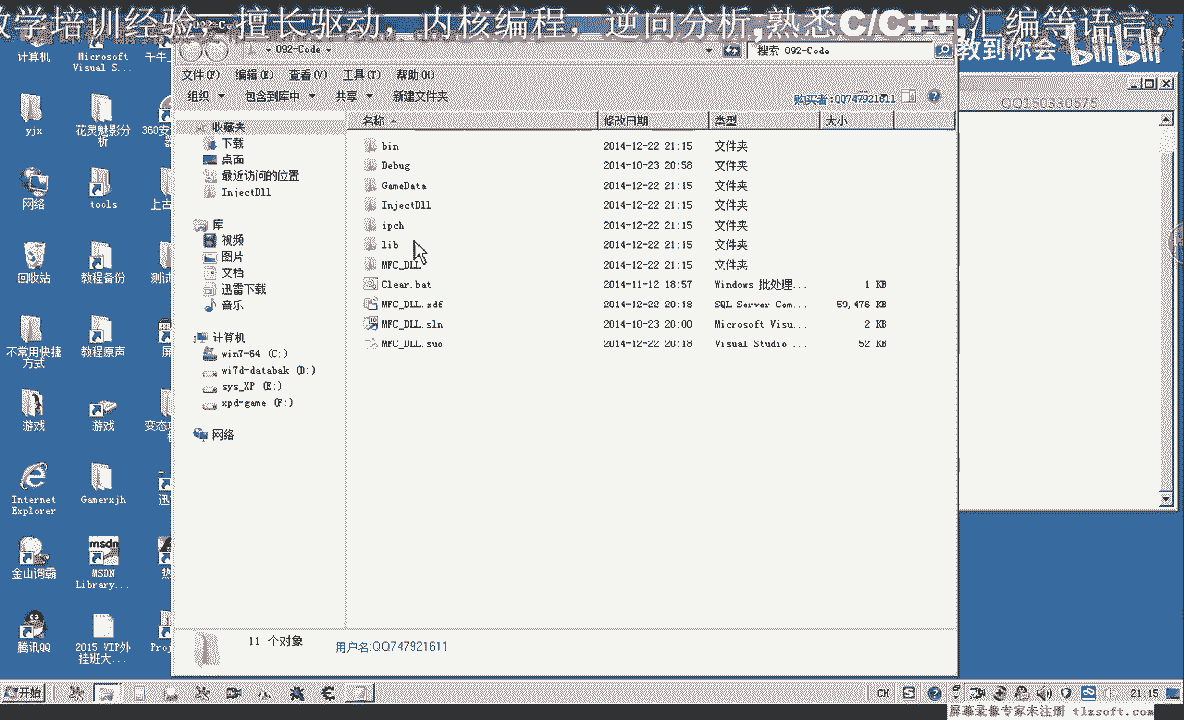 教学培训经验，擅长驱动，内核编程，逆向分析;熟悉C/C++,汇编等语言,
教到你会 bilibili
092-Code
搜索 092-Code
文件(F) 编辑(E) 查看(V) 工具(T) 帮助(H)
组织 包含到库中 共享 新建文件夹
购买者:QQ747921611
QQ150330575
名称 修改日期 类型 大小
bin 2014-12-22 21:15 文件夹
Debug 2014-10-23 20:58 文件夹
GameData 2014-12-22 21:15 文件夹
InjectDll 2014-12-22 21:15 文件夹
ipch 2014-12-22 21:15 文件夹
lib 2014-12-22 21:15 文件夹
MFC_DLL 2014-12-22 21:15 文件夹
Clear.bat 2014-11-12 18:57 Windows 批处理... 1 KB
MFC_DLL.sdf 2014-12-22 20:18 SQL Server Com... 59,476 KB
MFC_DLL.sln 2014-10-23 20:00 Microsoft Visu... 2 KB
MFC_DLL.suo 2014-12-22 20:18 Visual Studio ... 52 KB
收藏夹
下载
桌面
最近访问的位置
InjectDll
库
视频
图片
文档
迅雷下载
音乐
计算机
win7-64 (C:)
wi7d-databak (D:)
sys_XP (E:)
xpd-game (F:)
网络
11 个对象
用户名:QQ747921611
计算机
Microsoft
Visual S...
千牛
yjx
花灵魅影分
析
360安
网络
tools
上古
回收站
教程备份
测试
不常用快捷
方式
教程原声
屏
游戏
游戏
变态
Internet
Explorer
Gamerxjh
迅
金山词霸
MSDN
Library...
热
腾讯QQ
2015 VIP外
挂班大...
Proj
开始
CH
21:15
屏幕录像专家未注册 tlxsoft.com